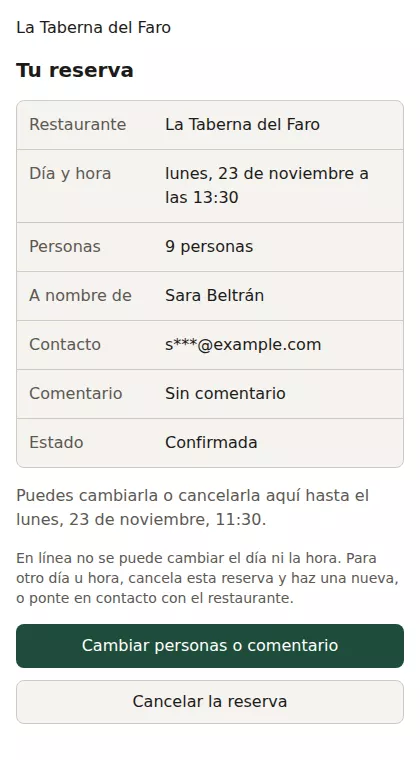 La Taberna del Faro
Tu reserva
Restaurante La Taberna del Faro
Día y hora lunes, 23 de noviembre a
las 13:30
Personas 9 personas
A nombre de Sara Beltrán
Contacto s***@example.com
Comentario Sin comentario
Estado Confirmada
Puedes cambiarla o cancelarla aquí hasta el
lunes, 23 de noviembre, 11:30.
En línea no se puede cambiar el día ni la hora. Para
otro día u hora, cancela esta reserva y haz una nueva,
o ponte en contacto con el restaurante.
Cambiar personas o comentario
Cancelar la reserva